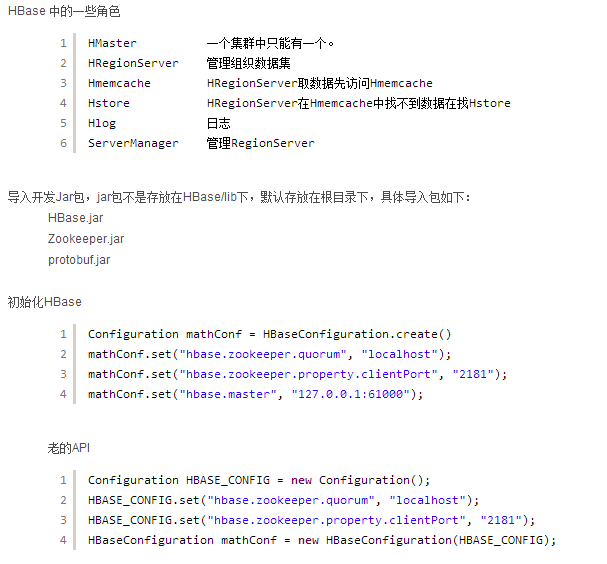 HBase 中的一些角色
1 HMaster 一个集群中只能有一个。
2 HRegionServer 管理组织数据集
3 Hmemcache HRegionServer取数据先访问Hmemcache
4 Hstore HRegionServer在Hmemcache中找不到数据在找Hstore
5 Hlog 日志
6 ServerManager 管理RegionServer
导入开发Jar包，jar包不是存放在HBase/lib下，默认存放在根目录下，具体导入包如下：
HBase.jar
Zookeeper.jar
protobuf.jar
初始化HBase
1 Configuration mathConf = HBaseConfiguration.create()
2 mathConf.set("hbase.zookeeper.quorum", "localhost");
3 mathConf.set("hbase.zookeeper.property.clientPort", "2181");
4 mathConf.set("hbase.master", "127.0.0.1:61000");
老的API
1 Configuration HBASE_CONFIG = new Configuration();
2 HBASE_CONFIG.set("hbase.zookeeper.quorum", "localhost");
3 HBASE_CONFIG.set("hbase.zookeeper.property.clientPort", "2181");
4 HBaseConfiguration mathConf = new HBaseConfiguration(HBASE_CONFIG);